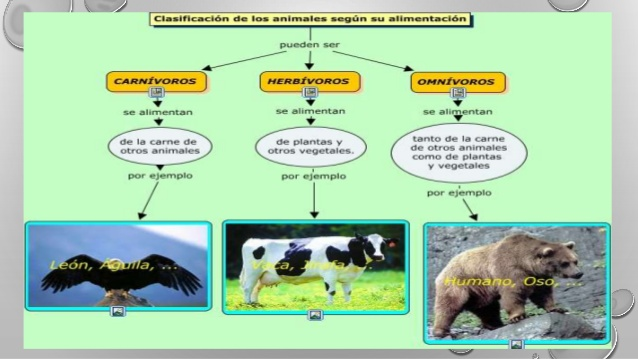 Clasificación de los animales según su alimentación
pueden ser
CARNÍVOROS
HERBÍVOROS
OMNÍVOROS
se alimentan
se alimentan
se alimentan
de la carne de
otros animales
de plantas y
otros vegetales.
tanto de la carne
de otros animales
como de plantas
y vegetales
por ejemplo
por ejemplo
por ejemplo
León, Águila, ...
Vaca, ...
Humano, Oso, ...